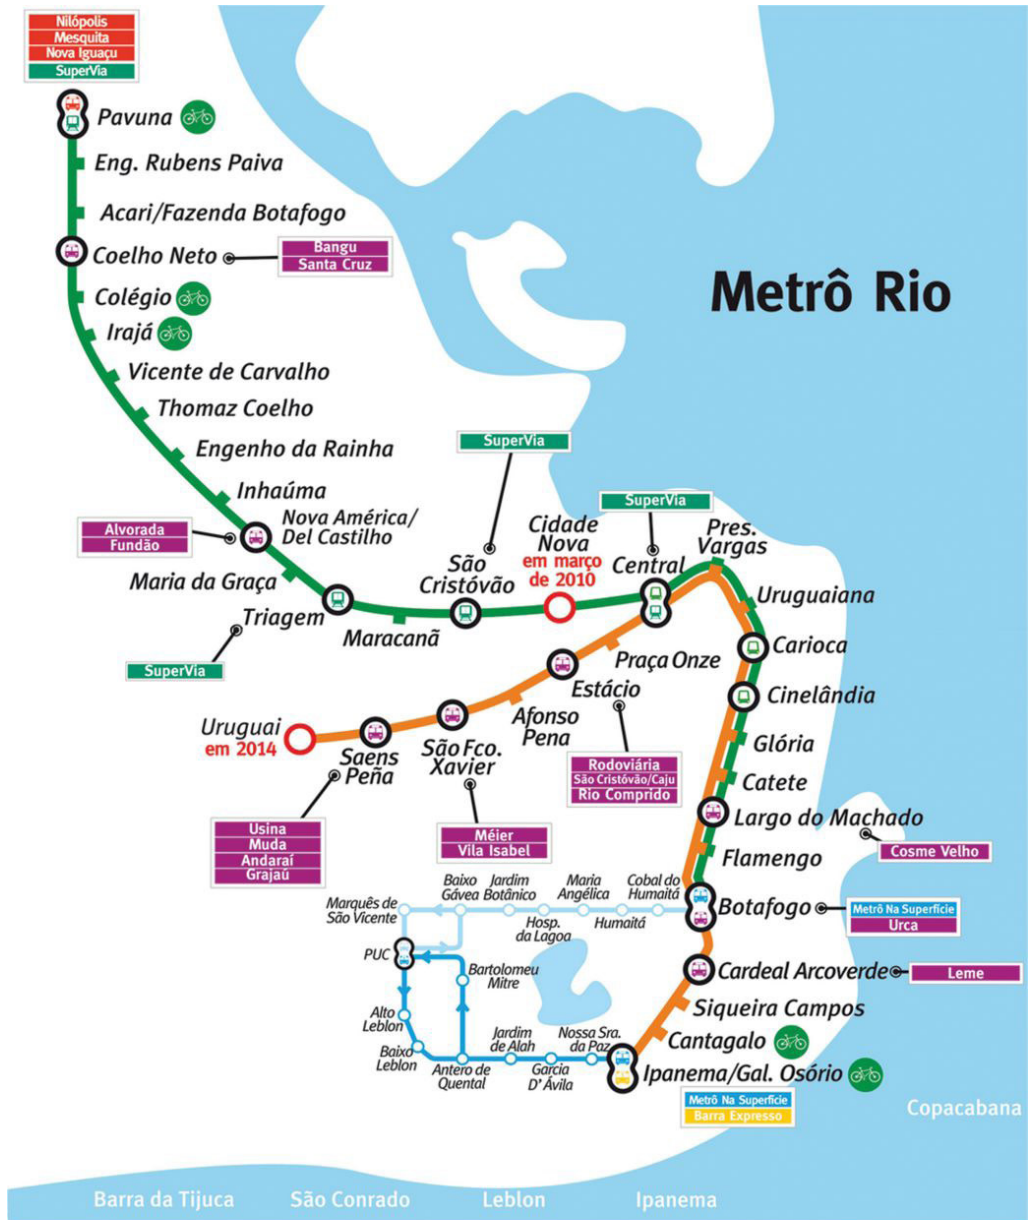 Nilópolis
Mesquita
Nova Iguaçu
SuperVia
Pavuna
Eng. Rubens Paiva
Acari/Fazenda Botafogo
Coelho Neto
Bangu
Santa Cruz
Colégio
Irajá
Metrô Rio
Vicente de Carvalho
Thomaz Coelho
Engenho da Rainha
SuperVia
Inhaúma
Nova América/
Del Castilho
Alvorada
Fundão
Maria da Graça
Triagem
SuperVia
Maracanã
São
Cristóvão
Cidade
Nova
em março
de 2010
SuperVia
Central
Pres.
Vargas
Uruguaiana
Carioca
Cinelândia
Praça Onze
Estácio
Rodoviária
São Cristóvão/Caju
Rio Comprido
Afonso
Pena
São Fco.
Xavier
Méier
Vila Isabel
Saens
Peña
Usina
Muda
Andaraí
Grajaú
Uruguai
em 2014
Glória
Catete
Largo do Machado
Cosme Velho
Flamengo
Botafogo
Metrô Na Superfície
Urca
Cobal do
Humaitá
Humaitá
Maria
Angélica
Hosp.
da Lagoa
Jardim
Botânico
Baixo
Gávea
Marquês de
São Vicente
PUC
Bartolomeu
Mitre
Alto
Leblon
Baixo
Leblon
Antero de
Quental
Jardim
de Alah
Garcia
D' Ávila
Nossa Sra.
da Paz
Cardeal Arcoverde
Leme
Siqueira Campos
Cantagalo
Ipanema/Gal. Osório
Metrô Na Superfície
Barra Expresso
Copacabana
Barra da Tijuca
São Conrado
Leblon
Ipanema